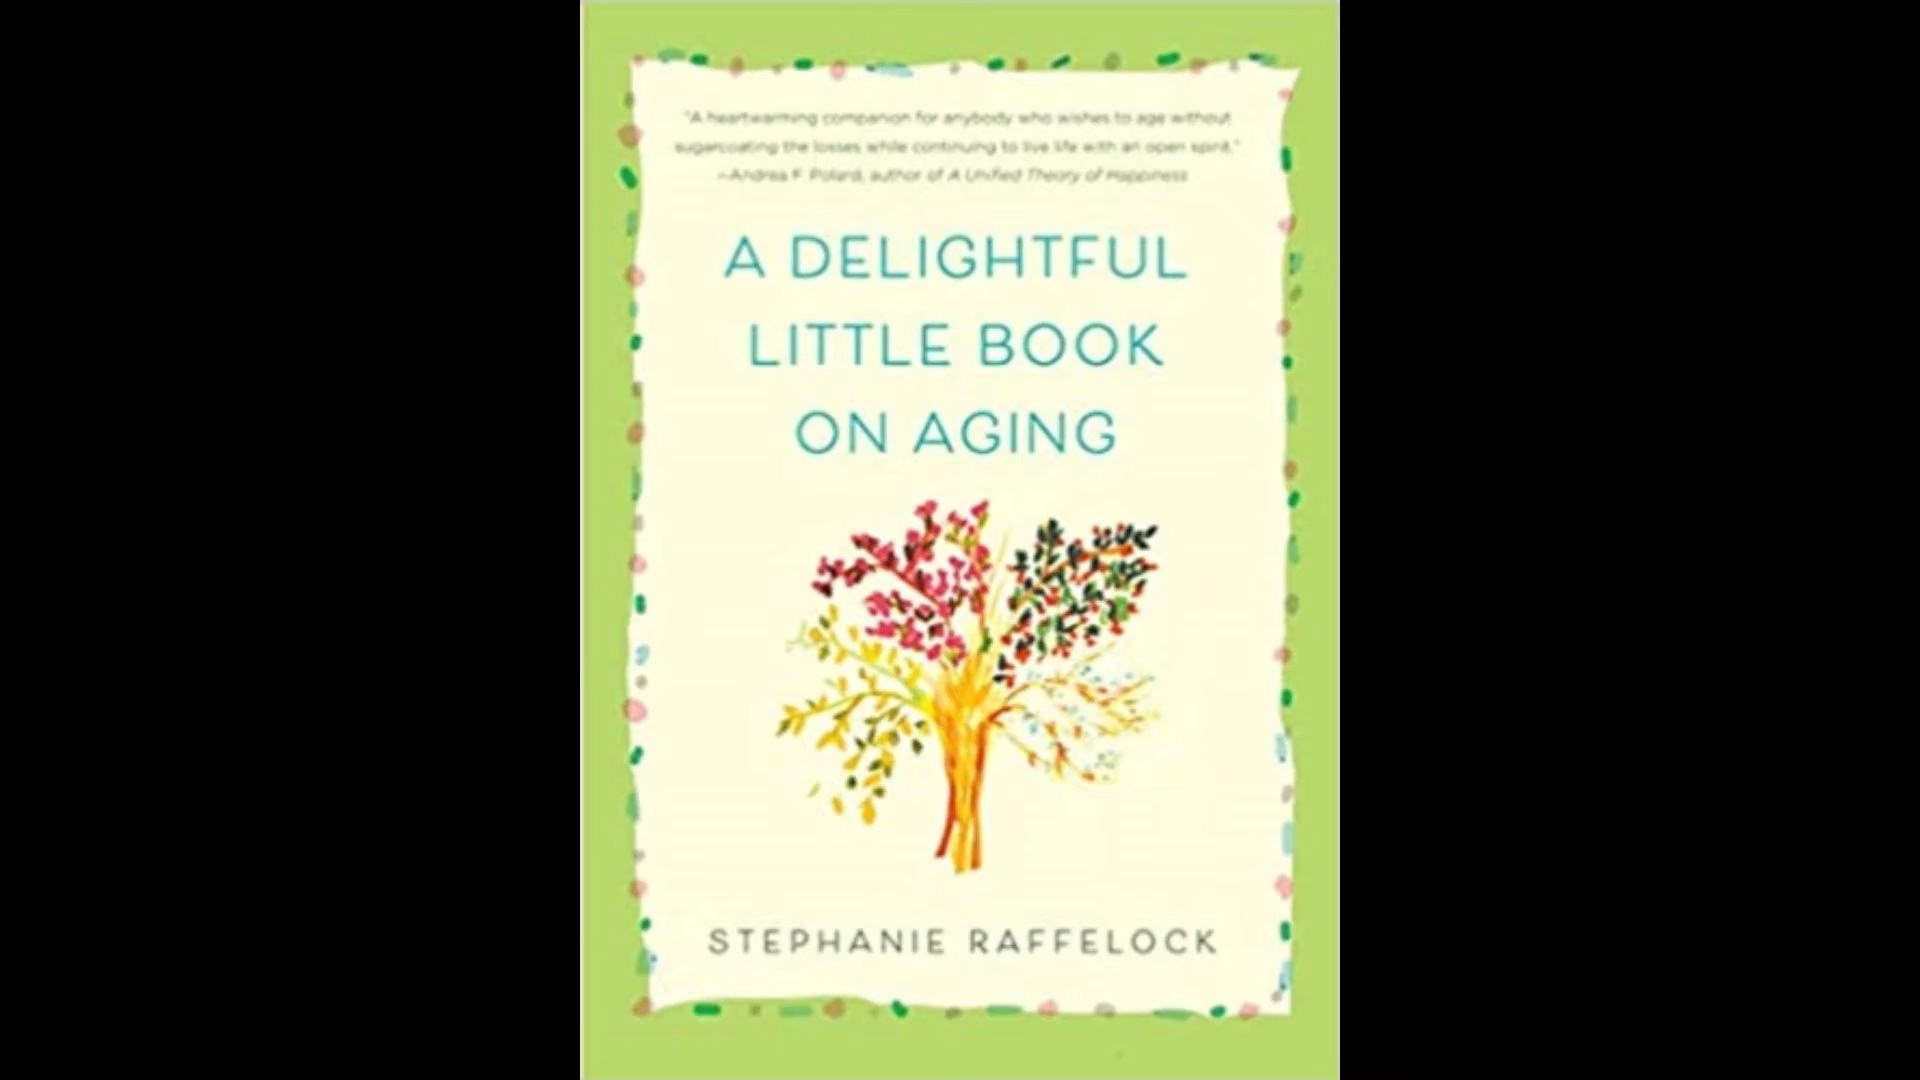 "A heartwarming companion for anybody who wishes to age without
sugarcoating the losses while continuing to live life with an open spirit."
—Andrea F. Polard, author of A Unified Theory of Happiness
A DELIGHTFUL
LITTLE BOOK
ON AGING
STEPHANIE RAFFELOCK